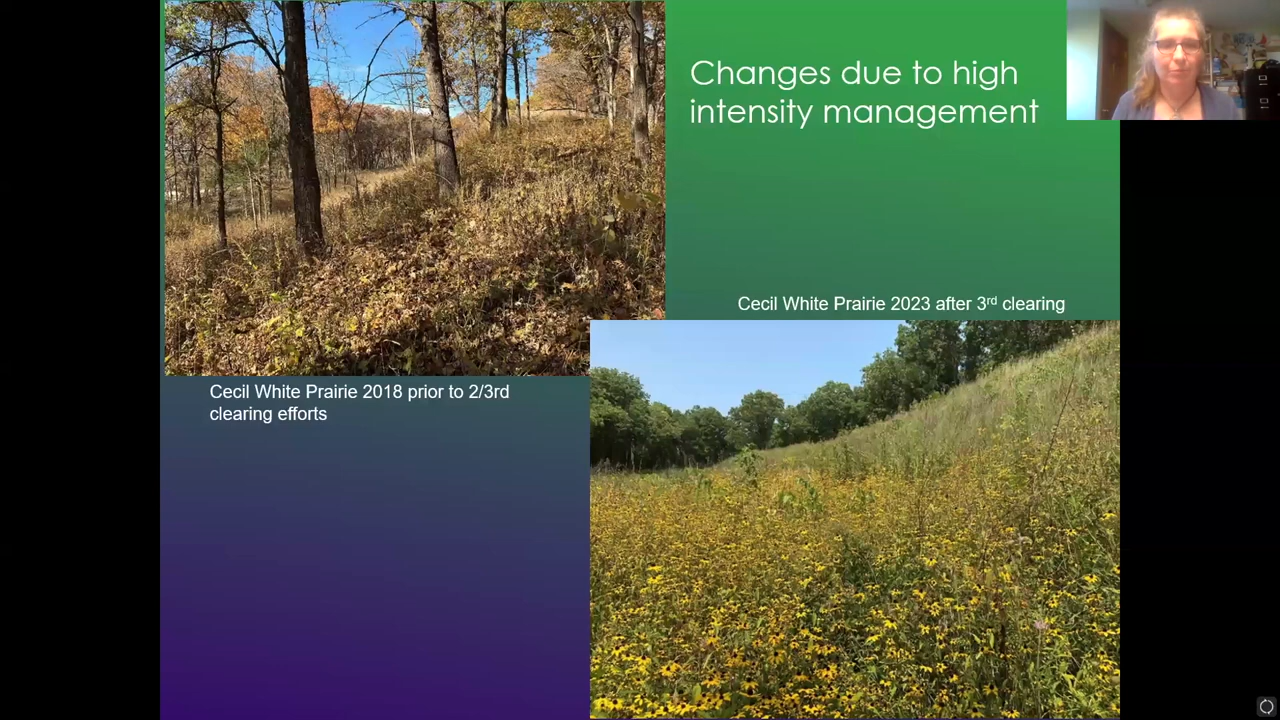 Changes due to high
intensity management
Cecil White Prairie 2023 after 3rd clearing
Cecil White Prairie 2018 prior to 2/3rd
clearing efforts